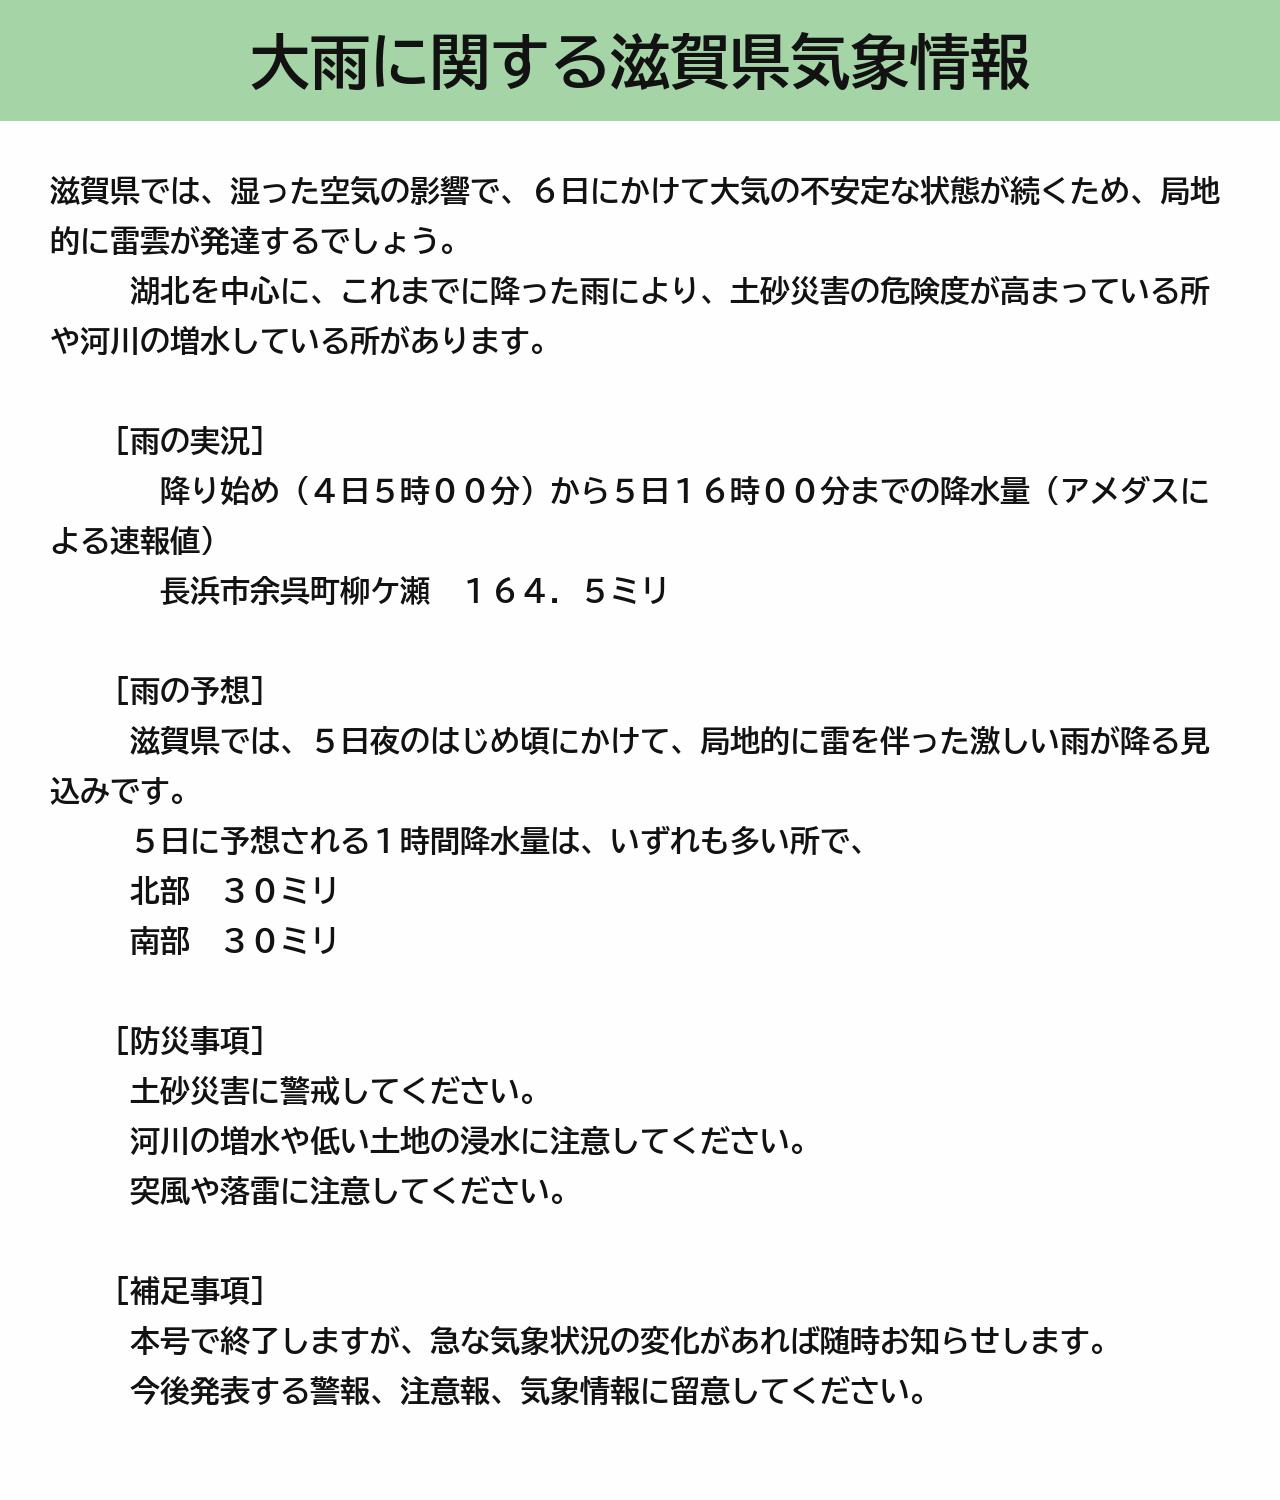 大雨に関する滋賀県気象情報
滋賀県では、湿った空気の影響で、６日にかけて大気の不安定な状態が続くため、局地
的に雷雲が発達するでしょう。
湖北を中心に、これまでに降った雨により、土砂災害の危険度が高まっている所
や河川の増水している所があります。
［雨の実況］
降り始め（４日５時００分）から５日１６時００分までの降水量（アメダスに
よる速報値）
長浜市余呉町柳ケ瀬　１６４．５ミリ
［雨の予想］
滋賀県では、５日夜のはじめ頃にかけて、局地的に雷を伴った激しい雨が降る見
込みです。
５日に予想される１時間降水量は、いずれも多い所で、
北部　３０ミリ
南部　３０ミリ
［防災事項］
土砂災害に警戒してください。
河川の増水や低い土地の浸水に注意してください。
突風や落雷に注意してください。
［補足事項］
本号で終了しますが、急な気象状況の変化があれば随時お知らせします。
今後発表する警報、注意報、気象情報に留意してください。